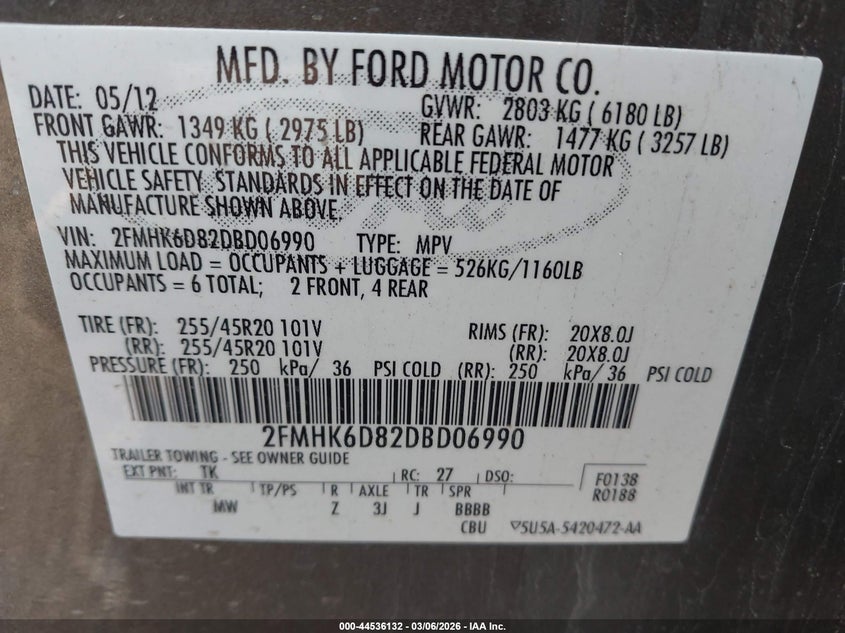 MFD. BY FORD MOTOR CO.
DATE: 05/12 GVWR: 2803 KG ( 6180 LB)
FRONT GAWR: 1349 KG ( 2975 LB) REAR GAWR: 1477 KG ( 3257 LB)
THIS VEHICLE CONFORMS TO ALL APPLICABLE FEDERAL MOTOR
VEHICLE SAFETY STANDARDS IN EFFECT ON THE DATE OF
MANUFACTURE SHOWN ABOVE.
VIN: 2FMHK6D82DBD06990 TYPE: MPV
MAXIMUM LOAD = OCCUPANTS + LUGGAGE = 526KG/1160LB
OCCUPANTS = 6 TOTAL; 2 FRONT, 4 REAR
TIRE (FR): 255/45R20 101V RIMS (FR): 20X8.0J
(RR): 255/45R20 101V (RR): 20X8.0J
PRESSURE (FR): 250 kPa/ 36 PSI COLD (RR): 250 kPa/ 36 PSI COLD
2FMHK6D82DBD06990
TRAILER TOWING - SEE OWNER GUIDE
EXT PNT: TK RC: 27 DSO: F0138
INT TR TP/PS R AXLE TR SPR R0188
MW Z 3J J BBBB
CBU 5U5A-5420472-AA
000-44536132 - 03/06/2026 - IAA Inc.